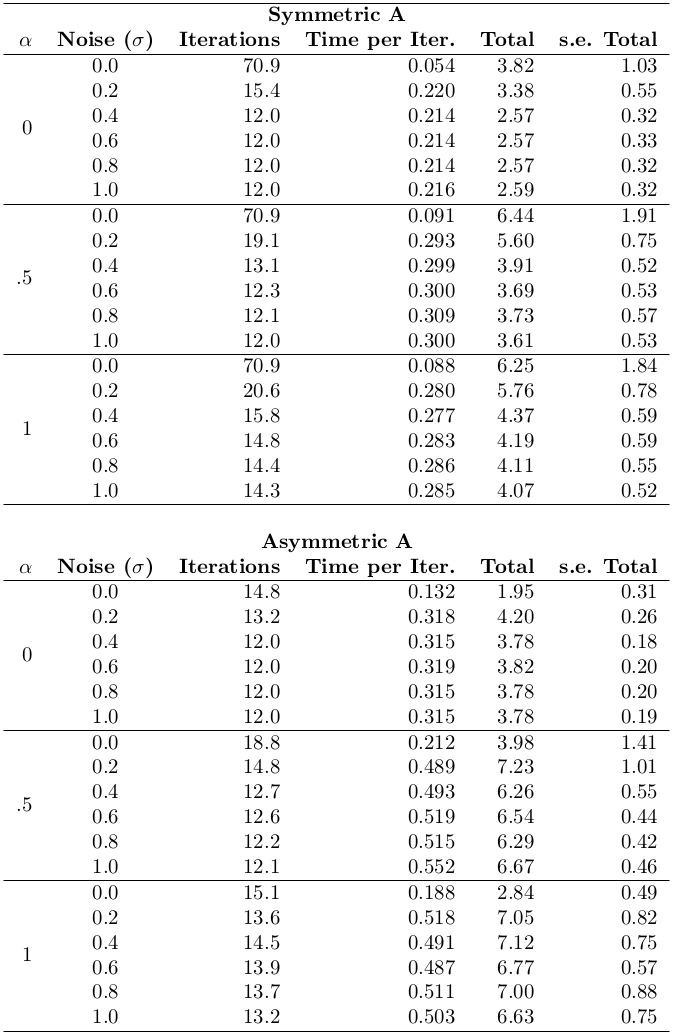 Symmetric A
α Noise (σ) Iterations Time per Iter. Total s.e. Total
0.0 70.9 0.054 3.82 1.03
0.2 15.4 0.220 3.38 0.55
0.4 12.0 0.214 2.57 0.32
0
0.6 12.0 0.214 2.57 0.33
0.8 12.0 0.214 2.57 0.32
1.0 12.0 0.216 2.59 0.32
0.0 70.9 0.091 6.44 1.91
0.2 19.1 0.293 5.60 0.75
0.4 13.1 0.299 3.91 0.52
.5
0.6 12.3 0.300 3.69 0.53
0.8 12.1 0.309 3.73 0.57
1.0 12.0 0.300 3.61 0.53
0.0 70.9 0.088 6.25 1.84
0.2 20.6 0.280 5.76 0.78
0.4 15.8 0.277 4.37 0.59
1
0.6 14.8 0.283 4.19 0.59
0.8 14.4 0.286 4.11 0.55
1.0 14.3 0.285 4.07 0.52
Asymmetric A
α Noise (σ) Iterations Time per Iter. Total s.e. Total
0.0 14.8 0.132 1.95 0.31
0.2 13.2 0.318 4.20 0.26
0.4 12.0 0.315 3.78 0.18
0
0.6 12.0 0.319 3.82 0.20
0.8 12.0 0.315 3.78 0.20
1.0 12.0 0.315 3.78 0.19
0.0 18.8 0.212 3.98 1.41
0.2 14.8 0.489 7.23 1.01
0.4 12.7 0.493 6.26 0.55
.5
0.6 12.6 0.519 6.54 0.44
0.8 12.2 0.515 6.29 0.42
1.0 12.1 0.552 6.67 0.46
0.0 15.1 0.188 2.84 0.49
0.2 13.6 0.518 7.05 0.82
0.4 14.5 0.491 7.12 0.75
1
0.6 13.9 0.487 6.77 0.57
0.8 13.7 0.511 7.00 0.88
1.0 13.2 0.503 6.63 0.75